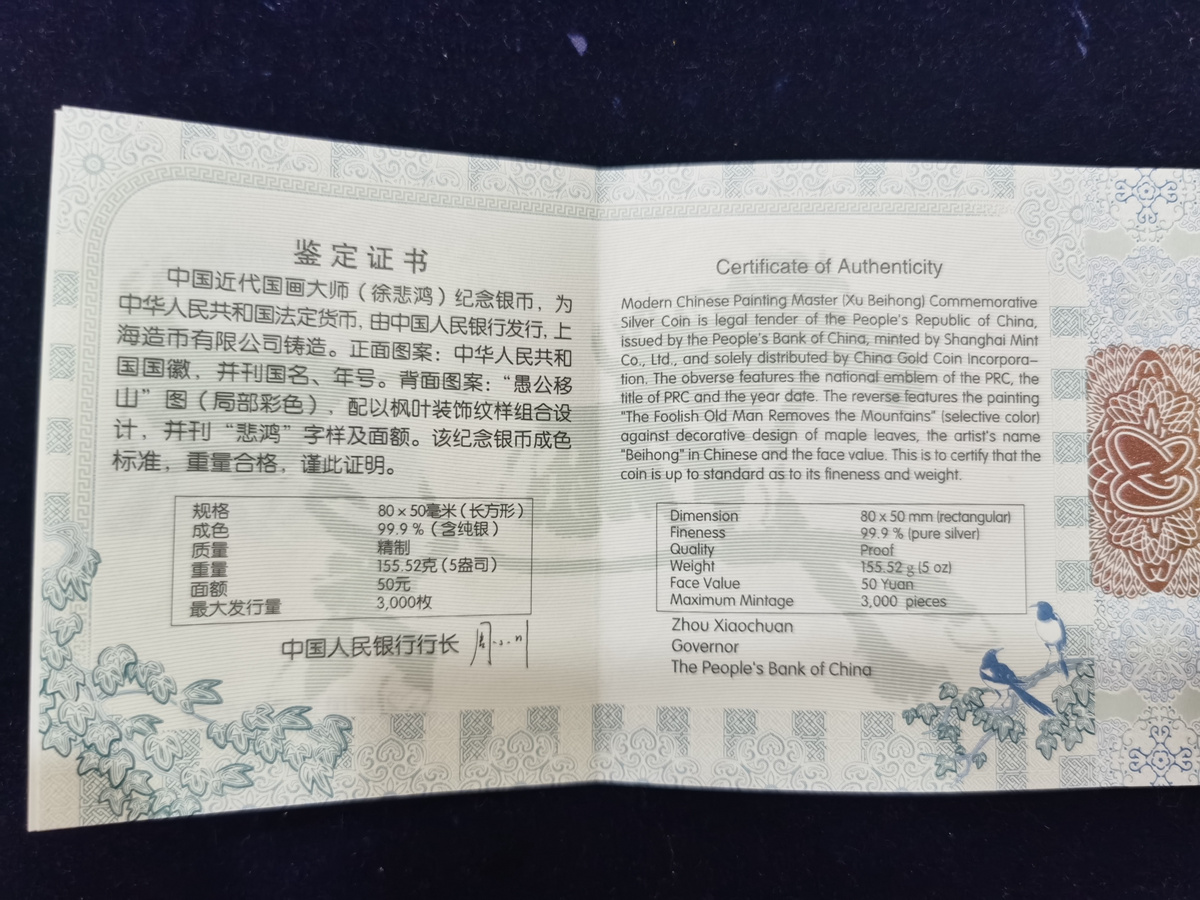 鉴定证书
中国近代国画大师（徐悲鸿）纪念银币，为
中华人民共和国法定货币，由中国人民银行发行，上
海造币有限公司铸造。正面图案：中华人民共和
国国徽，并刊国名、年号。背面图案：“愚公移
山”图（局部彩色），配以枫叶装饰纹样组合设
计，并刊“悲鸿”字样及面额。该纪念银币成色
标准，重量合格，谨此证明。
规格 80×50毫米（长方形）
成色 99.9％（含纯银）
质量 精制
重量 155.52克（5盎司）
面额 50元
最大发行量 3,000枚
中国人民银行行长
Certificate of Authenticity
Modern Chinese Painting Master (Xu Beihong) Commemorative
Silver Coin is legal tender of the People's Republic of China,
issued by the People's Bank of China, minted by Shanghai Mint
Co., Ltd., and solely distributed by China Gold Coin Incorpora-
tion. The obverse features the national emblem of the PRC, the
title of PRC and the year date. The reverse features the painting
"The Foolish Old Man Removes the Mountains" (selective color)
against decorative design of maple leaves, the artist's name
"Beihong" in Chinese and the face value. This is to certify that the
coin is up to standard as to its fineness and weight.
Dimension 80 x 50 mm (rectangular)
Fineness 99.9 % (pure silver)
Quality Proof
Weight 155.52 g (5 oz)
Face Value 50 Yuan
Maximum Mintage 3,000 pieces
Zhou Xiaochuan
Governor
The People's Bank of China